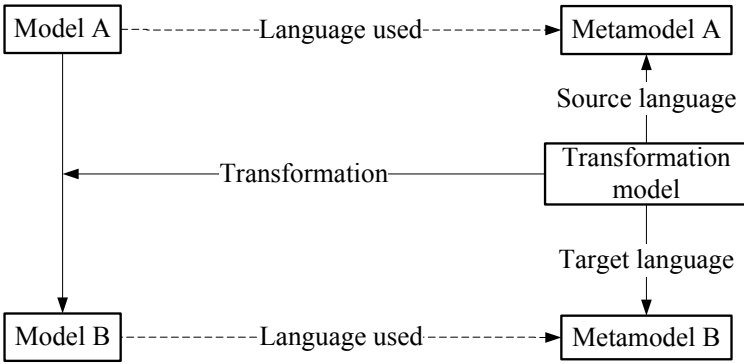 Model A
Language used
Metamodel A
Source language
Transformation
Transformation
model
Target language
Model B
Language used
Metamodel B